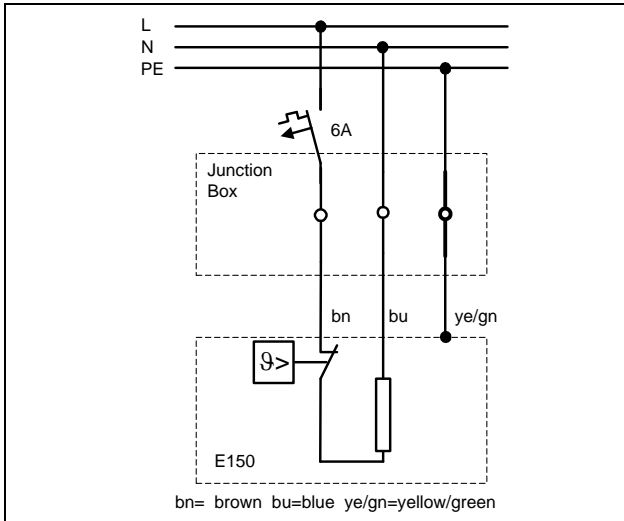 L
N
PE
6A
Junction
Box
bn bu ye/gn
ϑ>
E150
bn= brown bu=blue ye/gn=yellow/green